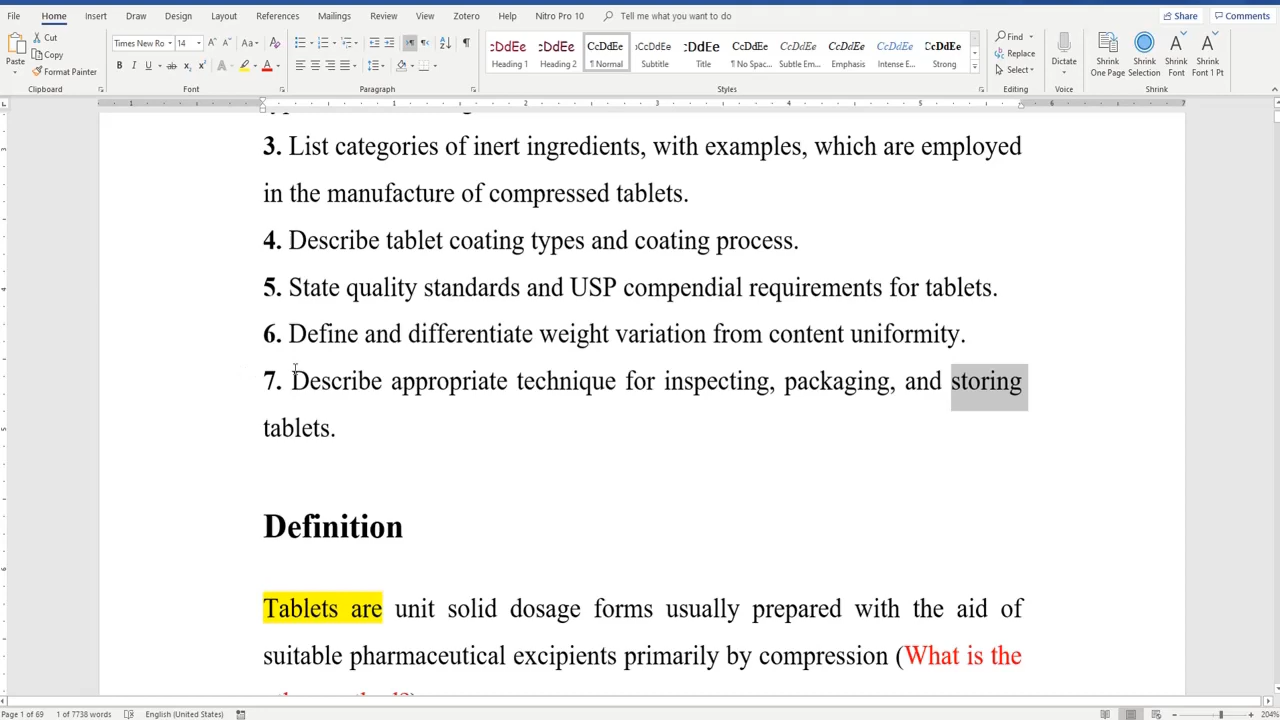 File Home Insert Draw Design Layout References Mailings Review View Zotero Help Nitro Pro 10 Tell me what you want to do Share Comments
Paste Cut Copy Format Painter
Clipboard
Times New Ro 14
Font
Paragraph
AaBbCcDdEe
Heading 1 Heading 2 ¶ Normal Subtitle Title ¶ No Spac... Subtle Em... Emphasis Intense E... Strong
Styles
Find
Replace
Select
Editing
Dictate
Voice
Shrink One Page Shrink Selection Shrink Font Shrink Font 1 Pt
Shrink
3. List categories of inert ingredients, with examples, which are employed
in the manufacture of compressed tablets.
4. Describe tablet coating types and coating process.
5. State quality standards and USP compendial requirements for tablets.
6. Define and differentiate weight variation from content uniformity.
7. Describe appropriate technique for inspecting, packaging, and storing
tablets.
Definition
Tablets are unit solid dosage forms usually prepared with the aid of
suitable pharmaceutical excipients primarily by compression (What is the
Page 1 of 69 1 of 7738 words English (United States) 204%